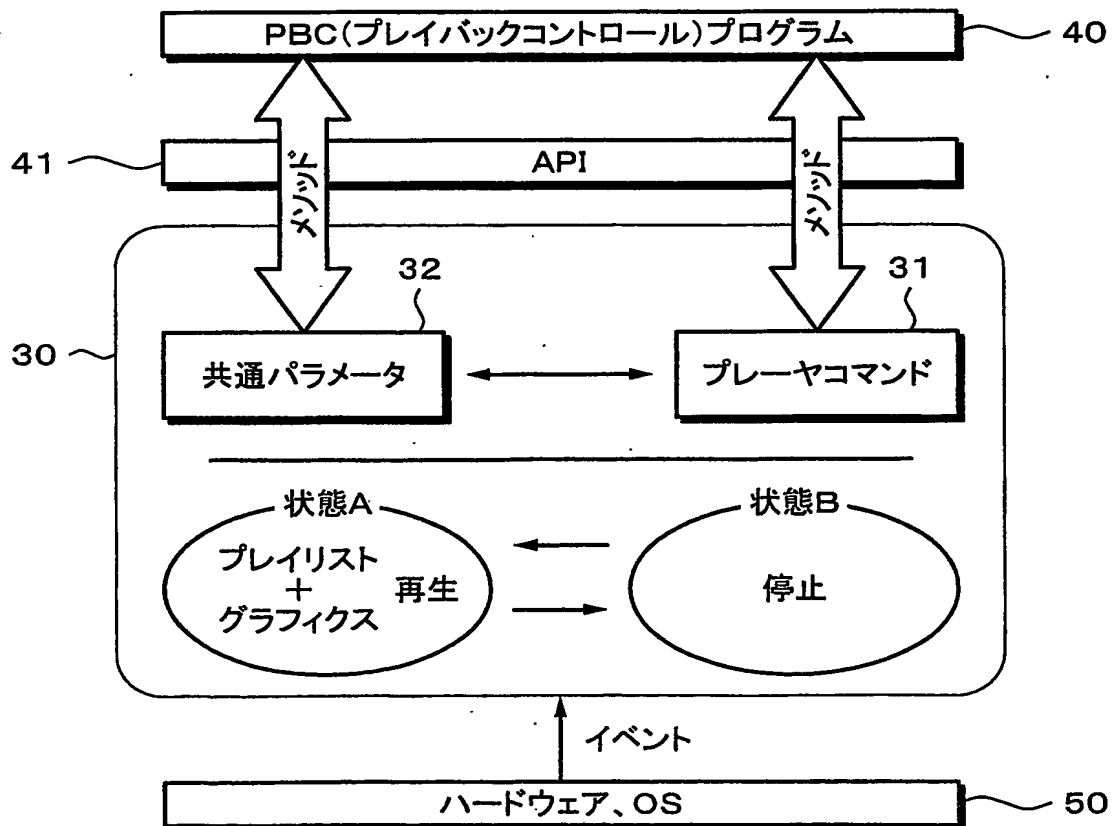 PBC(プレイバックコントロール)プログラム
40
41
API
メソッド
メソッド
32
31
30
共通パラメータ
プレーヤコマンド
状態A
状態B
プレイリスト
+
グラフィクス
再生
停止
イベント
ハードウェア、OS
50